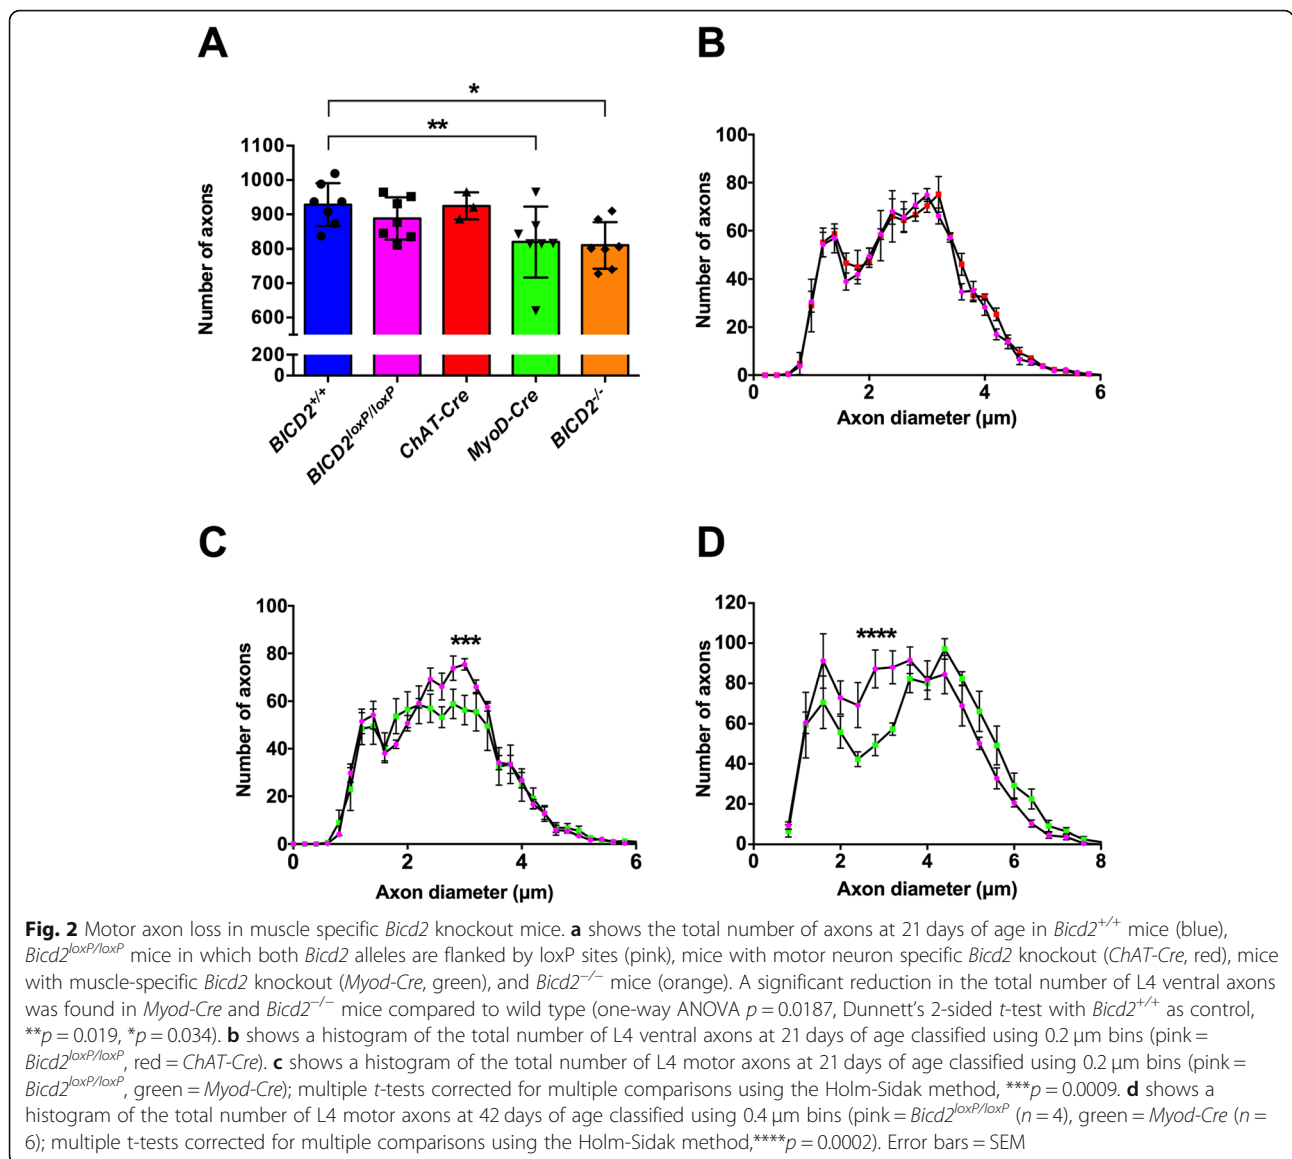 A
*
**
1100
1000
900
800
700
600
200
0
Number of axons
BICD2+/+
BICD2loxP/loxP
ChAT-Cre
MyoD-Cre
BICD2-/-
B
100
80
60
40
20
0
Number of axons
0 2 4 6
Axon diameter (µm)
C
100
80
60
40
20
0
Number of axons
***
0 2 4 6
Axon diameter (µm)
D
120
100
80
60
40
20
0
Number of axons
****
0 2 4 6 8
Axon diameter (µm)
Fig. 2 Motor axon loss in muscle specific Bicd2 knockout mice. a shows the total number of axons at 21 days of age in Bicd2+/+ mice (blue),
Bicd2loxP/loxP mice in which both Bicd2 alleles are flanked by loxP sites (pink), mice with motor neuron specific Bicd2 knockout (ChAT-Cre, red), mice
with muscle-specific Bicd2 knockout (Myod-Cre, green), and Bicd2−/− mice (orange). A significant reduction in the total number of L4 ventral axons
was found in Myod-Cre and Bicd2−/− mice compared to wild type (one-way ANOVA p = 0.0187, Dunnett's 2-sided t-test with Bicd2+/+ as control,
**p = 0.019, *p = 0.034). b shows a histogram of the total number of L4 ventral axons at 21 days of age classified using 0.2 µm bins (pink =
Bicd2loxP/loxP, red = ChAT-Cre). c shows a histogram of the total number of L4 motor axons at 21 days of age classified using 0.2 µm bins (pink =
Bicd2loxP/loxP, green = Myod-Cre); multiple t-tests corrected for multiple comparisons using the Holm-Sidak method, ***p = 0.0009. d shows a
histogram of the total number of L4 motor axons at 42 days of age classified using 0.4 µm bins (pink = Bicd2loxP/loxP (n = 4), green = Myod-Cre (n =
6); multiple t-tests corrected for multiple comparisons using the Holm-Sidak method,****p = 0.0002). Error bars = SEM